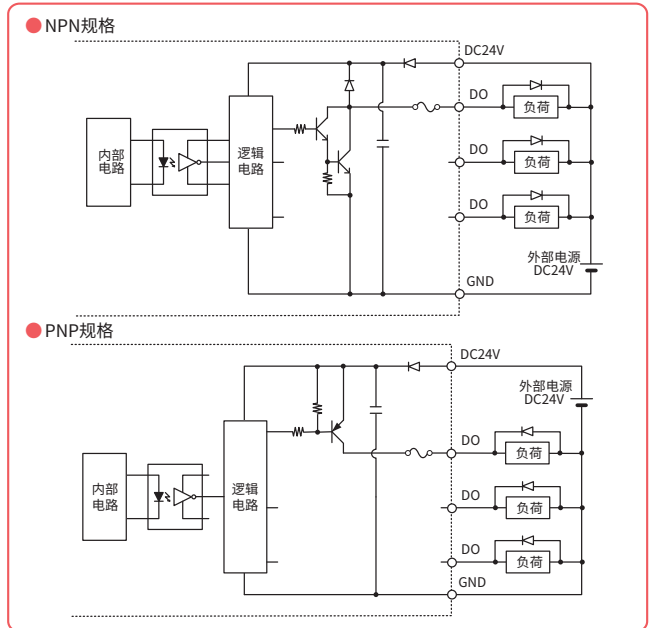 NPN规格
DC24V
DO
负荷
DO
负荷
内部
电路
逻辑
电路
DO
负荷
外部电源
DC24V
GND
PNP规格
DC24V
外部电源
DC24V
DO
负荷
内部
电路
逻辑
电路
DO
负荷
DO
负荷
GND